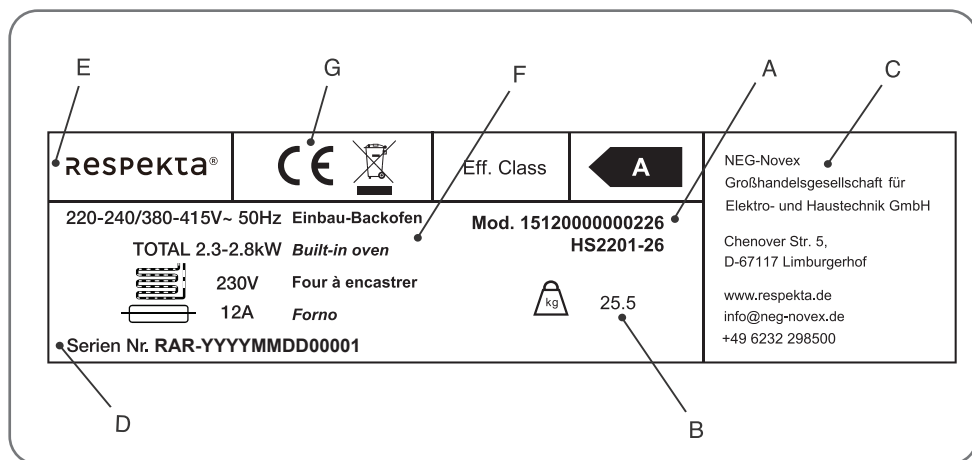 E
G
F
A
C
Respekta®
CE
Eff. Class
A
NEG-Novex
Großhandelsgesellschaft für
Elektro- und Haustechnik GmbH
Chenover Str. 5,
D-67117 Limburgerhof
www.respekta.de
info@neg-novex.de
+49 6232 298500
220-240/380-415V~ 50Hz Einbau-Backofen
TOTAL 2.3-2.8kW Built-in oven
230V Four à encastrer
12A Forno
Serien Nr. RAR-YYYYMMDD00001
Mod. 15120000000226
HS2201-26
kg 25.5
D
B